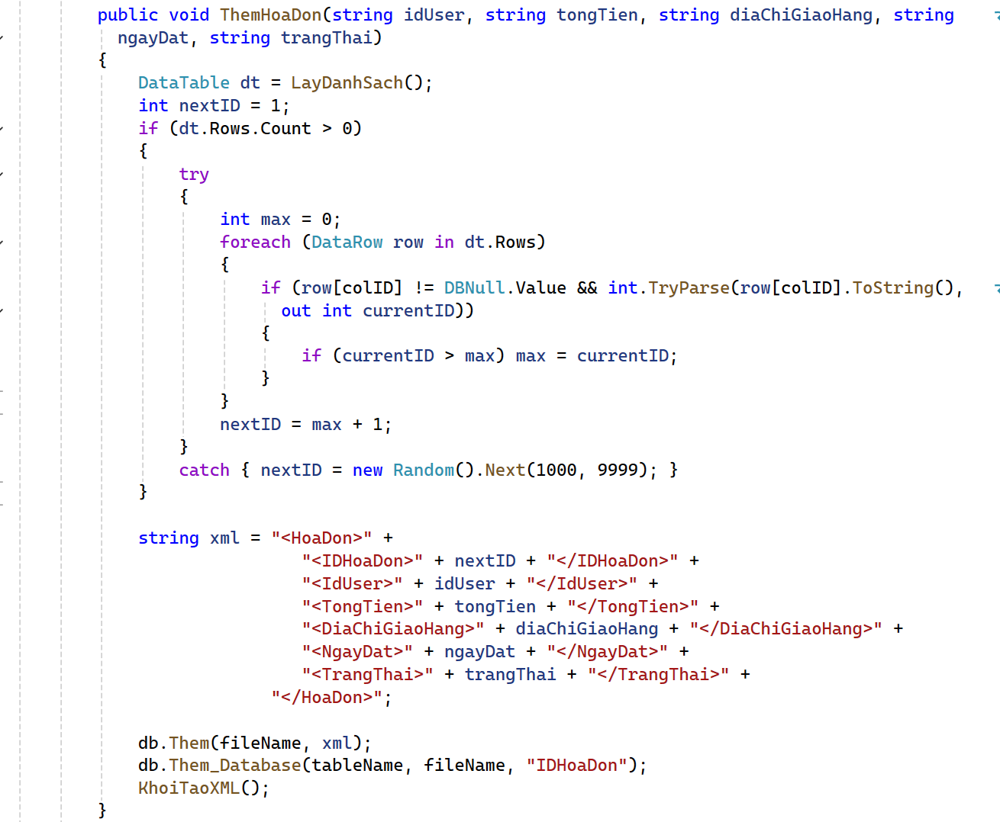 public void ThemHoaDon(string idUser, string tongTien, string diaChiGiaoHang, string
ngayDat, string trangThai)
{
DataTable dt = LayDanhSach();
int nextID = 1;
if (dt.Rows.Count > 0)
{
try
{
int max = 0;
foreach (DataRow row in dt.Rows)
{
if (row[colID] != DBNull.Value && int.TryParse(row[colID].ToString(),
out int currentID))
{
if (currentID > max) max = currentID;
}
}
nextID = max + 1;
}
catch { nextID = new Random().Next(1000, 9999); }
}
string xml = "<HoaDon>" +
"<IDHoaDon>" + nextID + "</IDHoaDon>" +
"<IdUser>" + idUser + "</IdUser>" +
"<TongTien>" + tongTien + "</TongTien>" +
"<DiaChiGiaoHang>" + diaChiGiaoHang + "</DiaChiGiaoHang>" +
"<NgayDat>" + ngayDat + "</NgayDat>" +
"<TrangThai>" + trangThai + "</TrangThai>" +
"</HoaDon>";
db.Them(fileName, xml);
db.Them_Database(tableName, fileName, "IDHoaDon");
KhoiTaoXML();
}